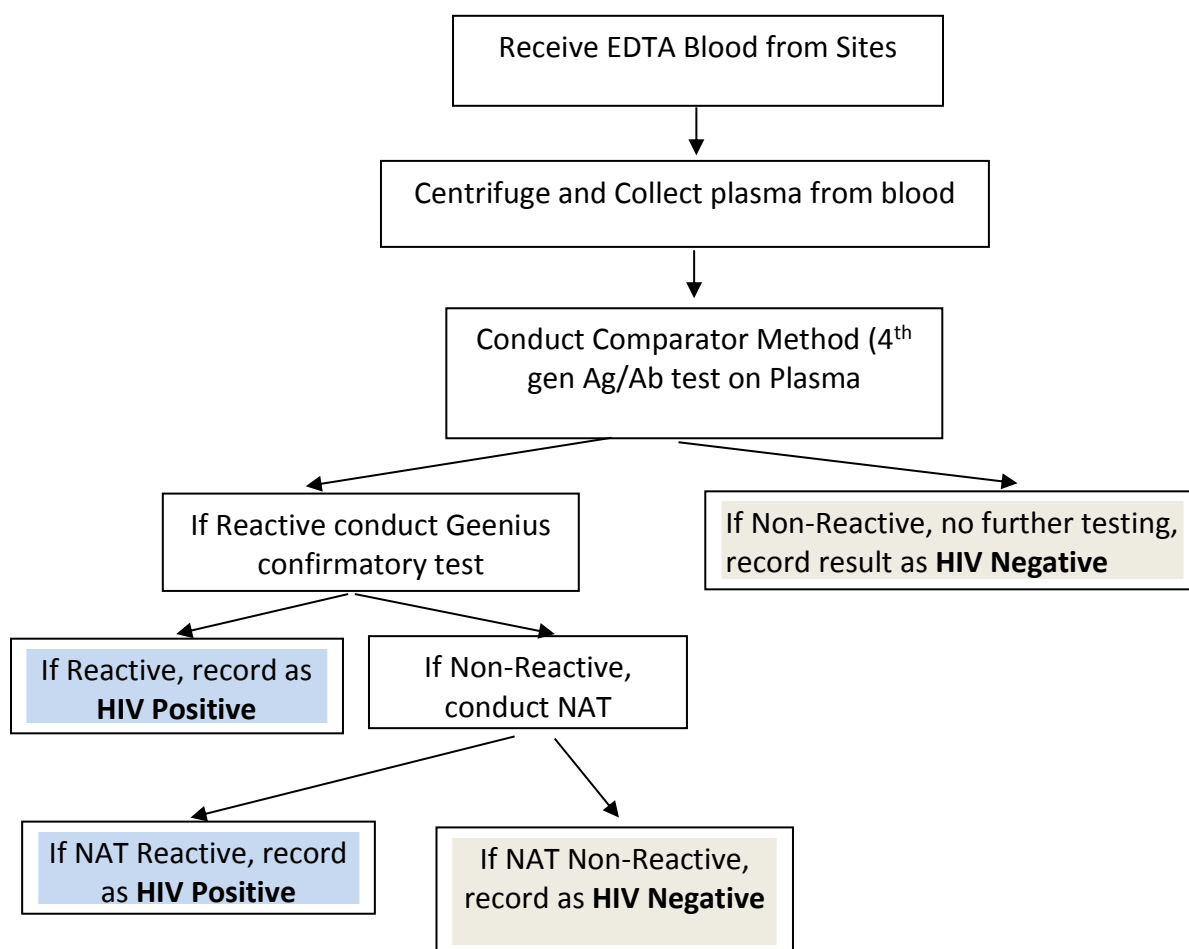 Receive EDTA Blood from Sites
Centrifuge and Collect plasma from blood
Conduct Comparator Method (4th
gen Ag/Ab test on Plasma
If Reactive conduct Geenius
confirmatory test
If Non-Reactive, no further testing,
record result as HIV Negative
If Reactive, record as
HIV Positive
If Non-Reactive,
conduct NAT
If NAT Reactive, record
as HIV Positive
If NAT Non-Reactive,
record as HIV Negative